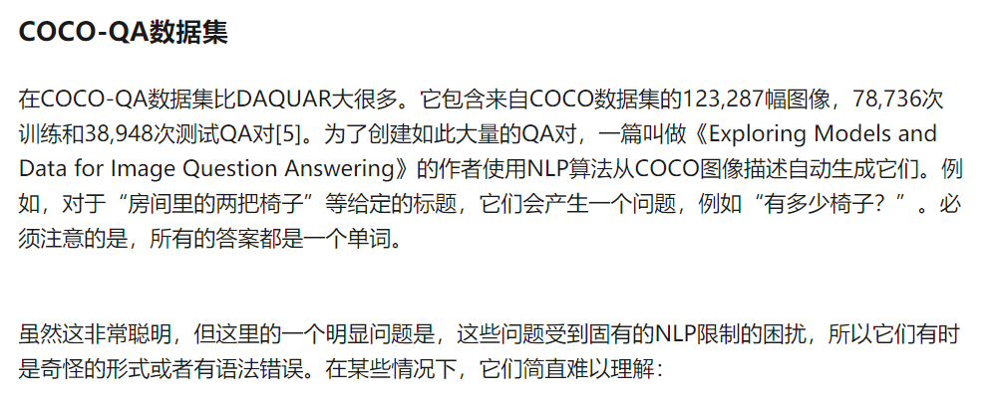 COCO-QA数据集
在COCO-QA数据集比DAQUAR大很多。它包含来自COCO数据集的123,287幅图像，78,736次
训练和38,948次测试QA对[5]。为了创建如此大量的QA对，一篇叫做《Exploring Models and
Data for Image Question Answering》的作者使用NLP算法从COCO图像描述自动生成它们。例
如，对于“房间里的两把椅子”等给定的标题，它们会产生一个问题，例如“有多少椅子？”。必
须注意的是，所有的答案都是一个单词。
虽然这非常聪明，但这里的一个明显问题是，这些问题受到固有的NLP限制的困扰，所以它们有时
是奇怪的形式或者有语法错误。在某些情况下，它们简直难以理解：